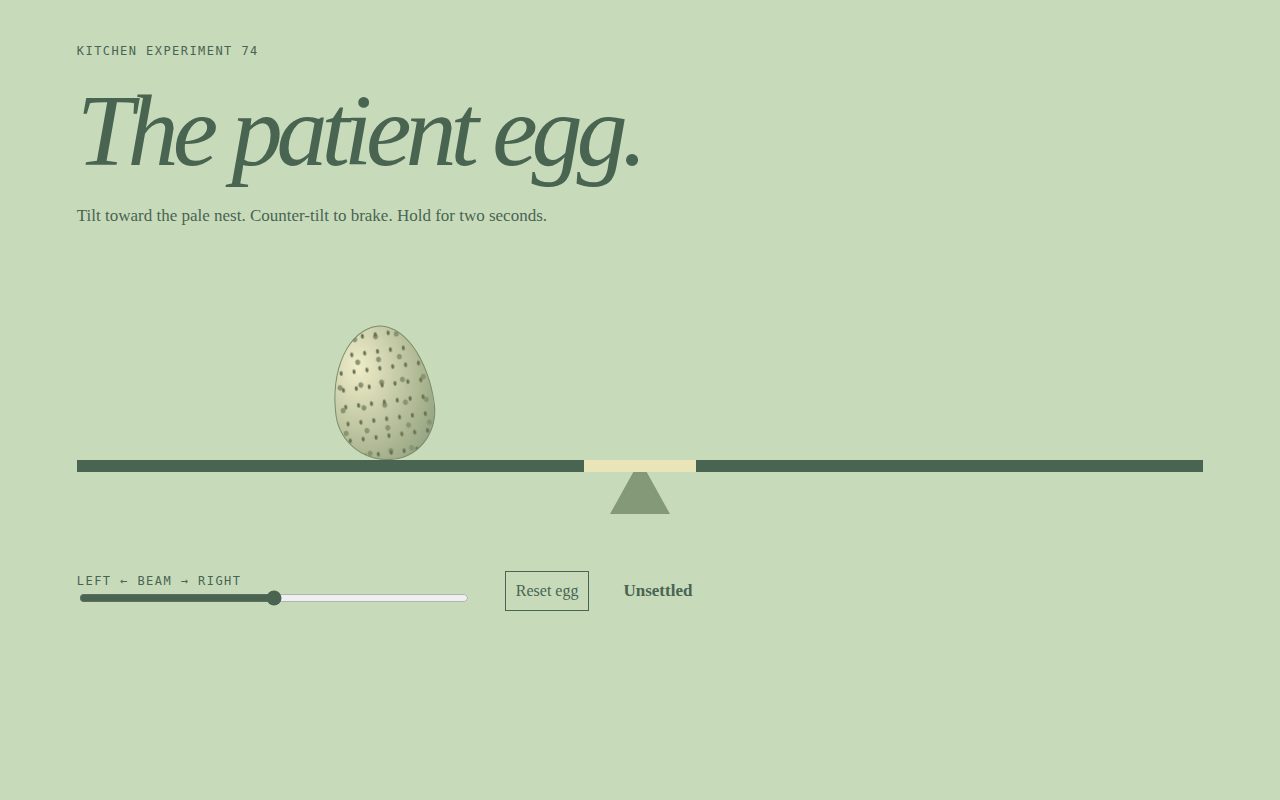 KITCHEN EXPERIMENT 74
The patient egg.
Tilt toward the pale nest. Counter-tilt to brake. Hold for two seconds.
LEFT ← BEAM → RIGHT
Reset egg
Unsettled